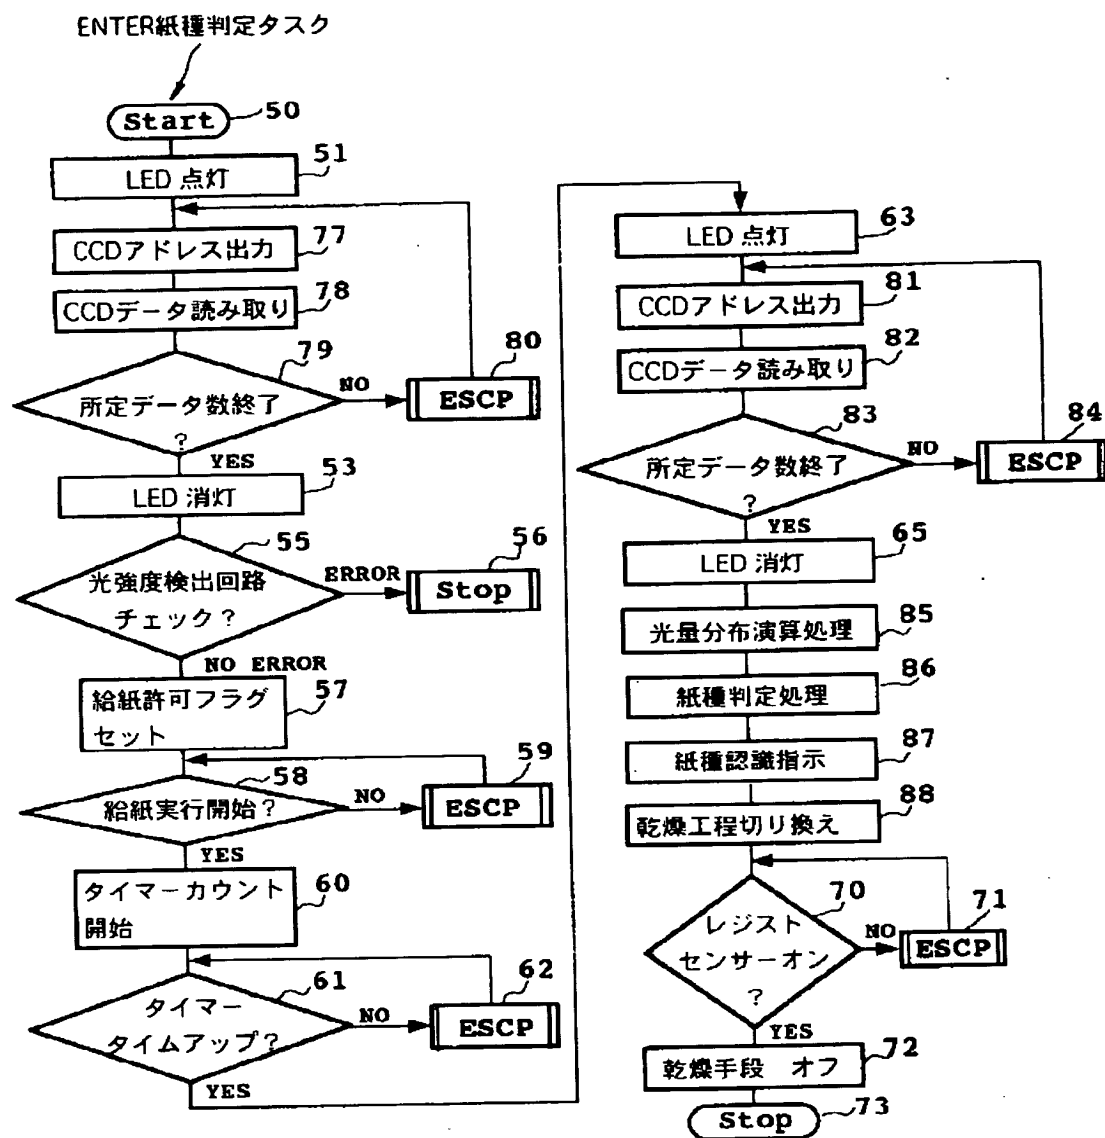 ENTER紙種判定タスク
Start
50
LED 点灯
51
CCDアドレス出力
77
CCDデータ読み取り
78
所定データ数終了
?
79
NO
ESCP
80
YES
LED 消灯
53
光強度検出回路
チェック?
55
ERROR
Stop
56
NO ERROR
給紙許可フラグ
セット
57
給紙実行開始?
58
NO
ESCP
59
YES
タイマーカウント
開始
60
タイマー
タイムアップ?
61
NO
ESCP
62
YES
LED 点灯
63
CCDアドレス出力
81
CCDデータ読み取り
82
所定データ数終了
?
83
NO
ESCP
84
YES
LED 消灯
65
光量分布演算処理
85
紙種判定処理
86
紙種認識指示
87
乾燥工程切り換え
88
レジスト
センサーオン
?
70
NO
ESCP
71
YES
乾燥手段 オフ
72
Stop
73